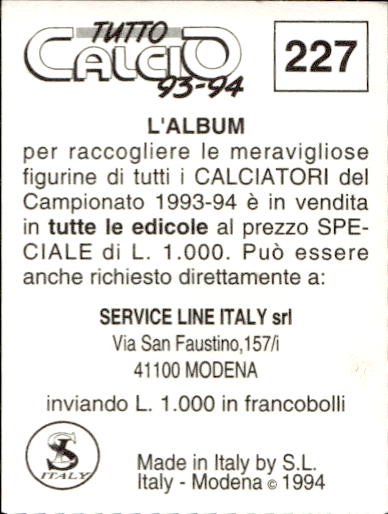 TUTTO
CALCIO
93-94
227
L'ALBUM
per raccogliere le meravigliose
figurine di tutti i CALCIATORI del
Campionato 1993-94 è in vendita
in tutte le edicole al prezzo SPE-
CIALE di L. 1.000. Può essere
anche richiesto direttamente a:
SERVICE LINE ITALY srl
Via San Faustino,157/i
41100 MODENA
inviando L. 1.000 in francobolli
SL
ITALY
Made in Italy by S.L.
Italy - Modena © 1994